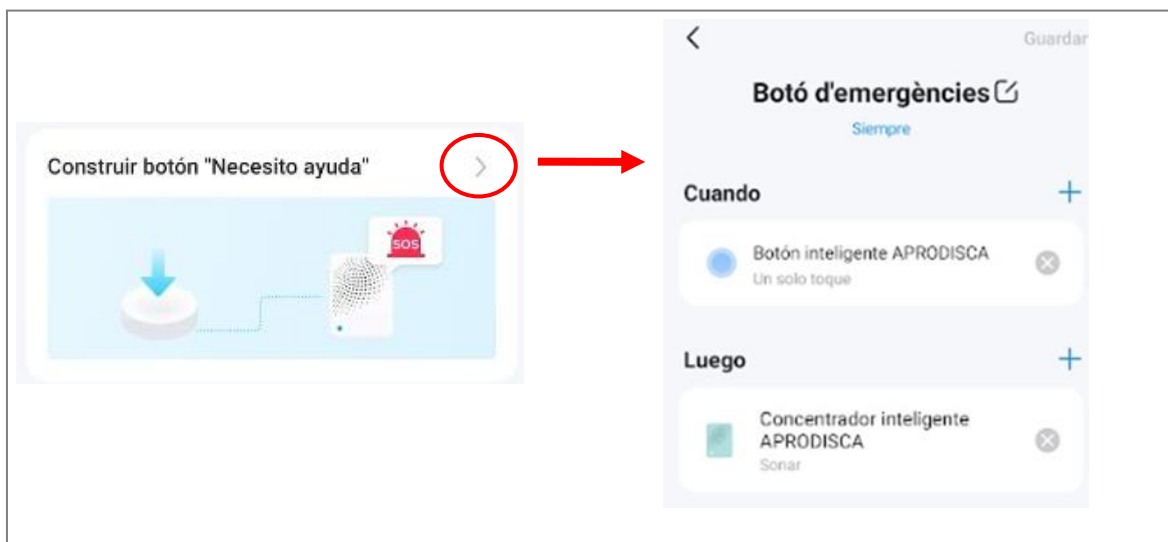 Construir botón "Necesito ayuda"
SOS
Guardar
Botó d'emergències
Siempre
Cuando
Botón inteligente APRODISCA
Un solo toque
Luego
Concentrador inteligente
APRODISCA
Sonar